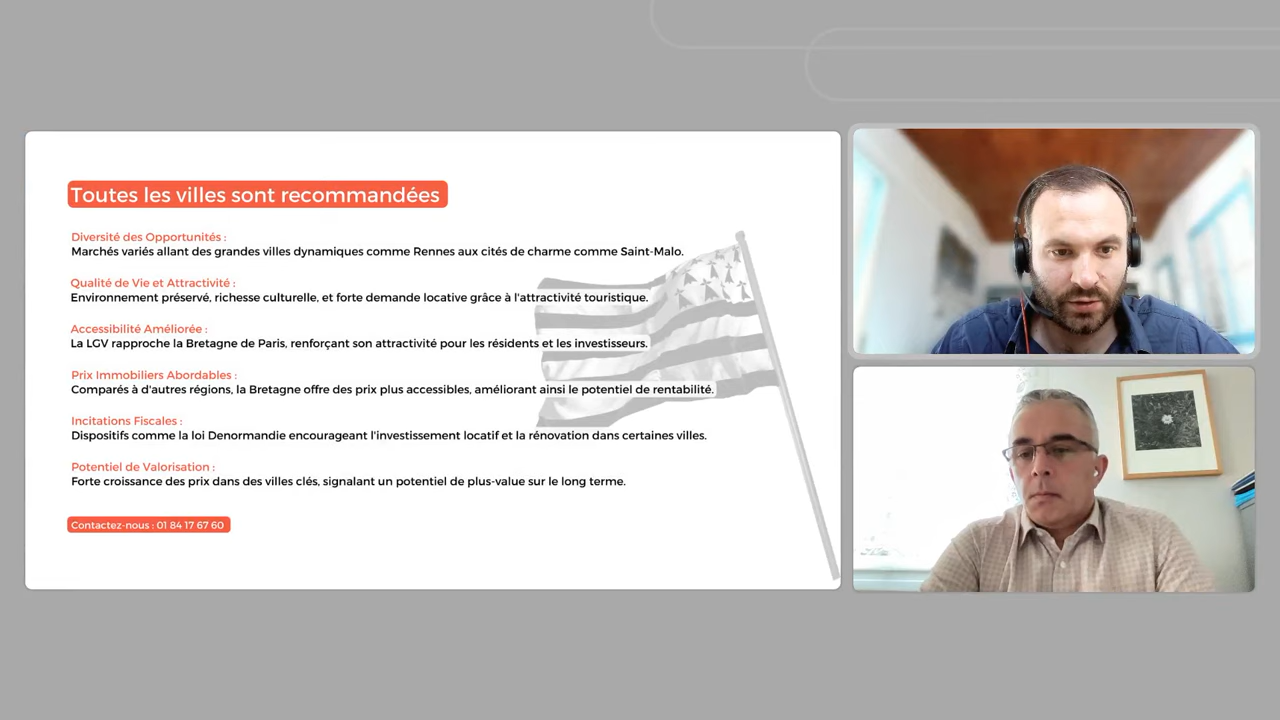 Toutes les villes sont recommandées
Diversité des Opportunités :
Marchés variés allant des grandes villes dynamiques comme Rennes aux cités de charme comme Saint-Malo.
Qualité de Vie et Attractivité :
Environnement préservé, richesse culturelle, et forte demande locative grâce à l'attractivité touristique.
Accessibilité Améliorée :
La LGV rapproche la Bretagne de Paris, renforçant son attractivité pour les résidents et les investisseurs.
Prix Immobiliers Abordables :
Comparés à d'autres régions, la Bretagne offre des prix plus accessibles, améliorant ainsi le potentiel de rentabilité.
Incitations Fiscales :
Dispositifs comme la loi Denormandie encourageant l'investissement locatif et la rénovation dans certaines villes.
Potentiel de Valorisation :
Forte croissance des prix dans des villes clés, signalant un potentiel de plus-value sur le long terme.
Contactez-nous : 01 84 17 67 60